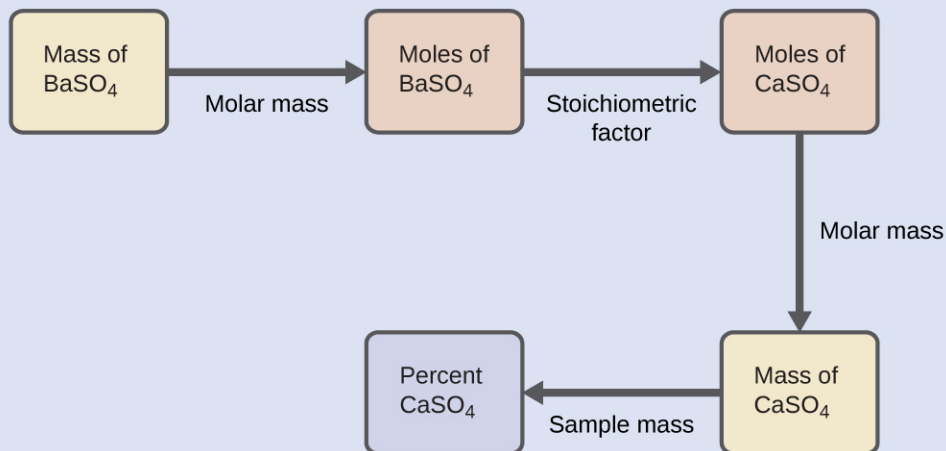 Mass of
BaSO₄
Molar mass
Moles of
BaSO₄
Stoichiometric
factor
Moles of
CaSO₄
Molar mass
Mass of
CaSO₄
Sample mass
Percent
CaSO₄